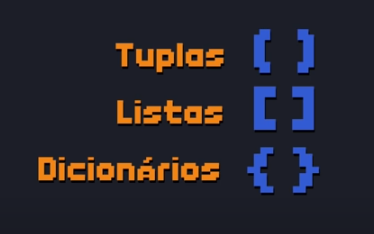 Tuplas ( )
Listas [ ]
Dicionários { }